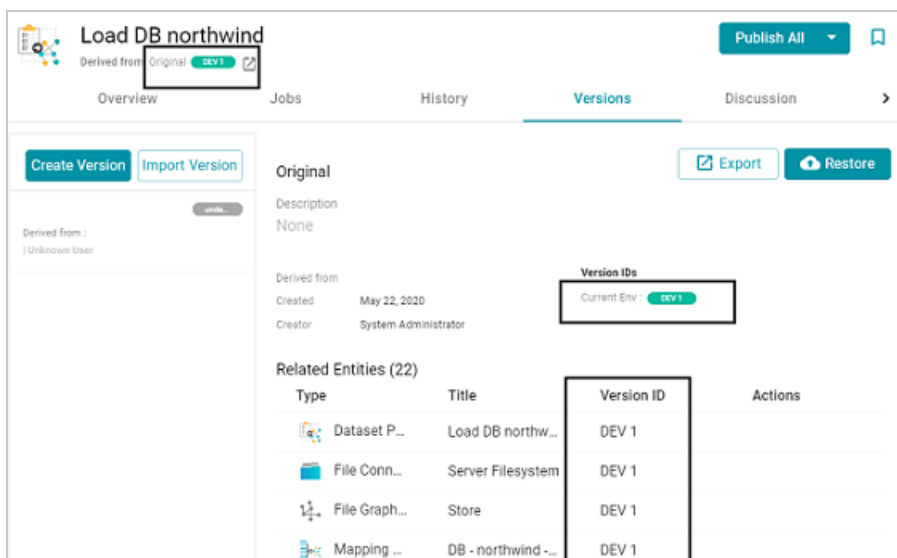 Load DB northwind
Publish All
Derived from Original DEV 1
Overview Jobs History Versions Discussion
Create Version Import Version
Original
Export Restore
unde...
Description
None
Derived from :
| Unknown User
Derived from
Version IDs
Created May 22, 2020
Current Env : DEV 1
Creator System Administrator
Related Entities (22)
Type Title Version ID Actions
Dataset P... Load DB northw... DEV 1
File Conn... Server Filesystem DEV 1
File Graph... Store DEV 1
Mapping ... DB - northwind -... DEV 1